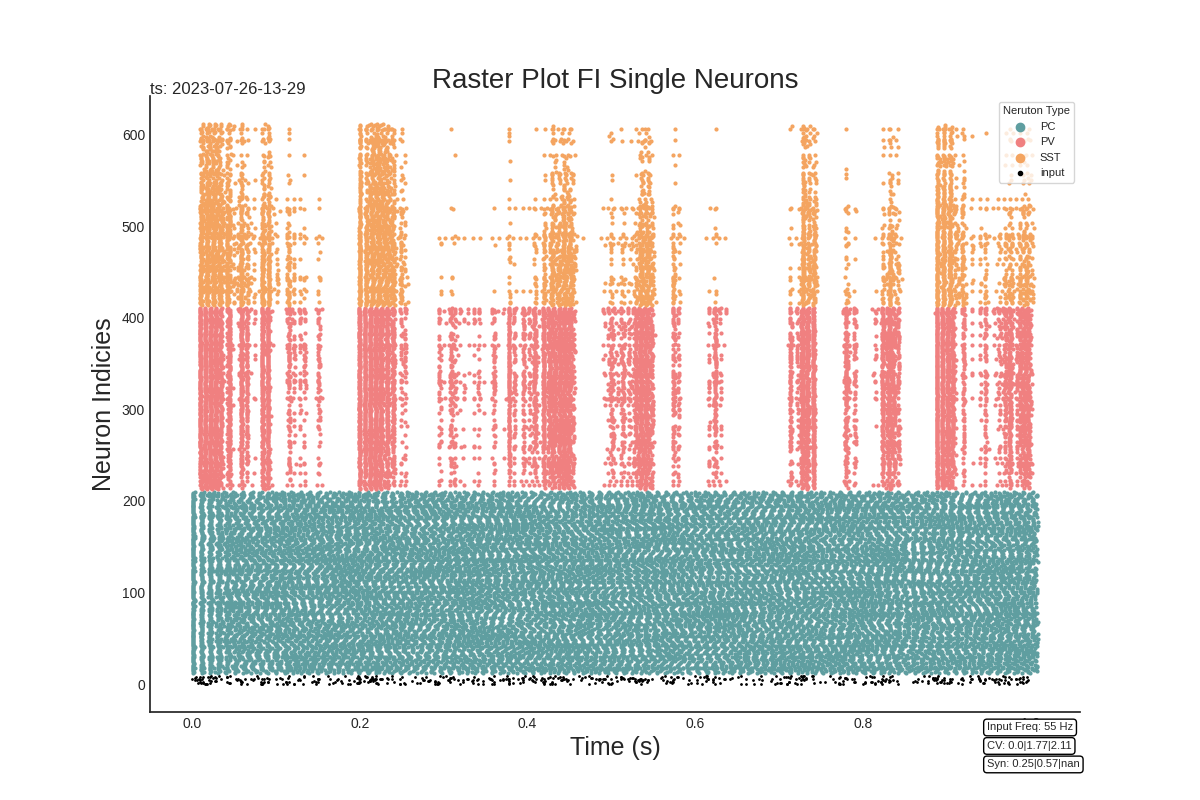 Raster Plot FI Single Neurons
ts: 2023-07-26-13-29
Neruton Type
PC
PV
SST
input
600
500
400
300
200
100
0
Neuron Indicies
0.0 0.2 0.4 0.6 0.8
Time (s)
Input Freq: 55 Hz
CV: 0.0|1.77|2.11
Syn: 0.25|0.57|nan